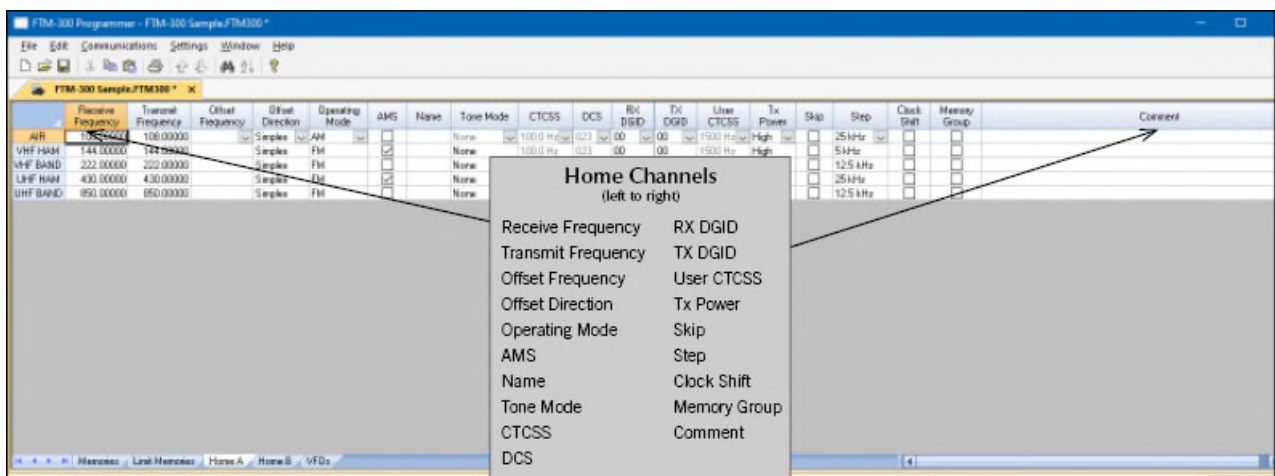 FTM-300 Programmer - FTM-300 Sample.FTM300 *
File Edit Communications Settings Window Help
FTM-300 Sample.FTM300 * X
Receive Frequency Transmit Frequency Offset Frequency Offset Direction Operating Mode AMS Name Tone Mode CTCSS DCS RX DGID TX DGID User CTCSS Tx Power Skip Step Clock Shift Memory Group Comment
AIR 108.00000 Simplex AM None 100.0 Hz 023 00 00 1500 Hz High 25 kHz
VHF HAM 144.00000 144.00000 Simplex FM None 100.0 Hz 023 00 00 1500 Hz High 5 kHz
VHF BAND 222.00000 222.00000 Simplex FM None 12.5 kHz
UHF HAM 430.00000 430.00000 Simplex FM None 25 kHz
UHF BAND 850.00000 850.00000 Simplex FM None 12.5 kHz
Home Channels
(left to right)
Receive Frequency RX DGID
Transmit Frequency TX DGID
Offset Frequency User CTCSS
Offset Direction Tx Power
Operating Mode Skip
AMS Step
Name Clock Shift
Tone Mode Memory Group
CTCSS Comment
DCS
Memories Limit Memories Home A Home B VFOs